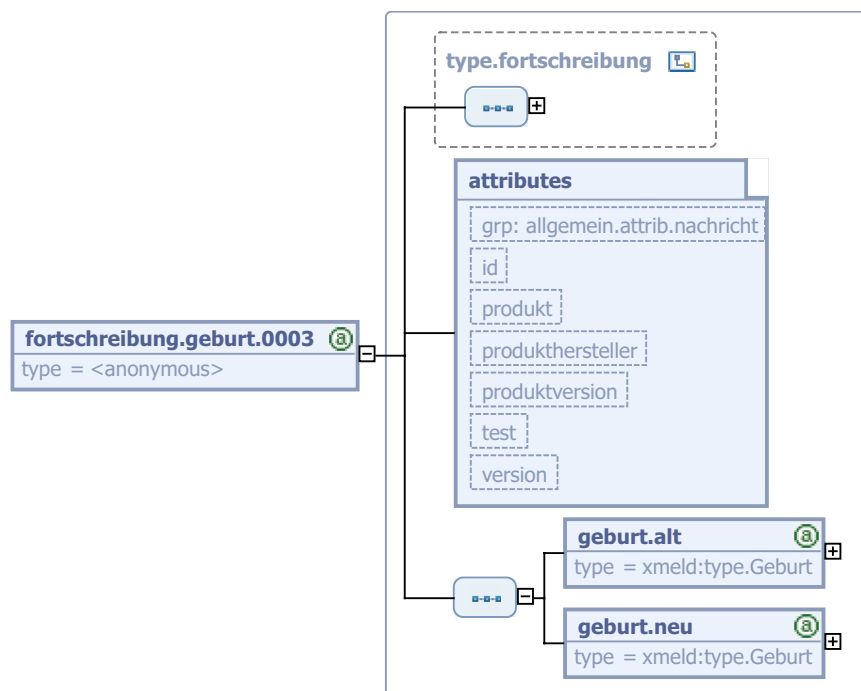 type.fortschreibung
attributes
grp: allgemein.attrib.nachricht
id
produkt
produkthersteller
produktversion
test
version
fortschreibung.geburt.0003 @
type = <anonymous>
geburt.alt @
type = xmeld:type.Geburt
geburt.neu @
type = xmeld:type.Geburt